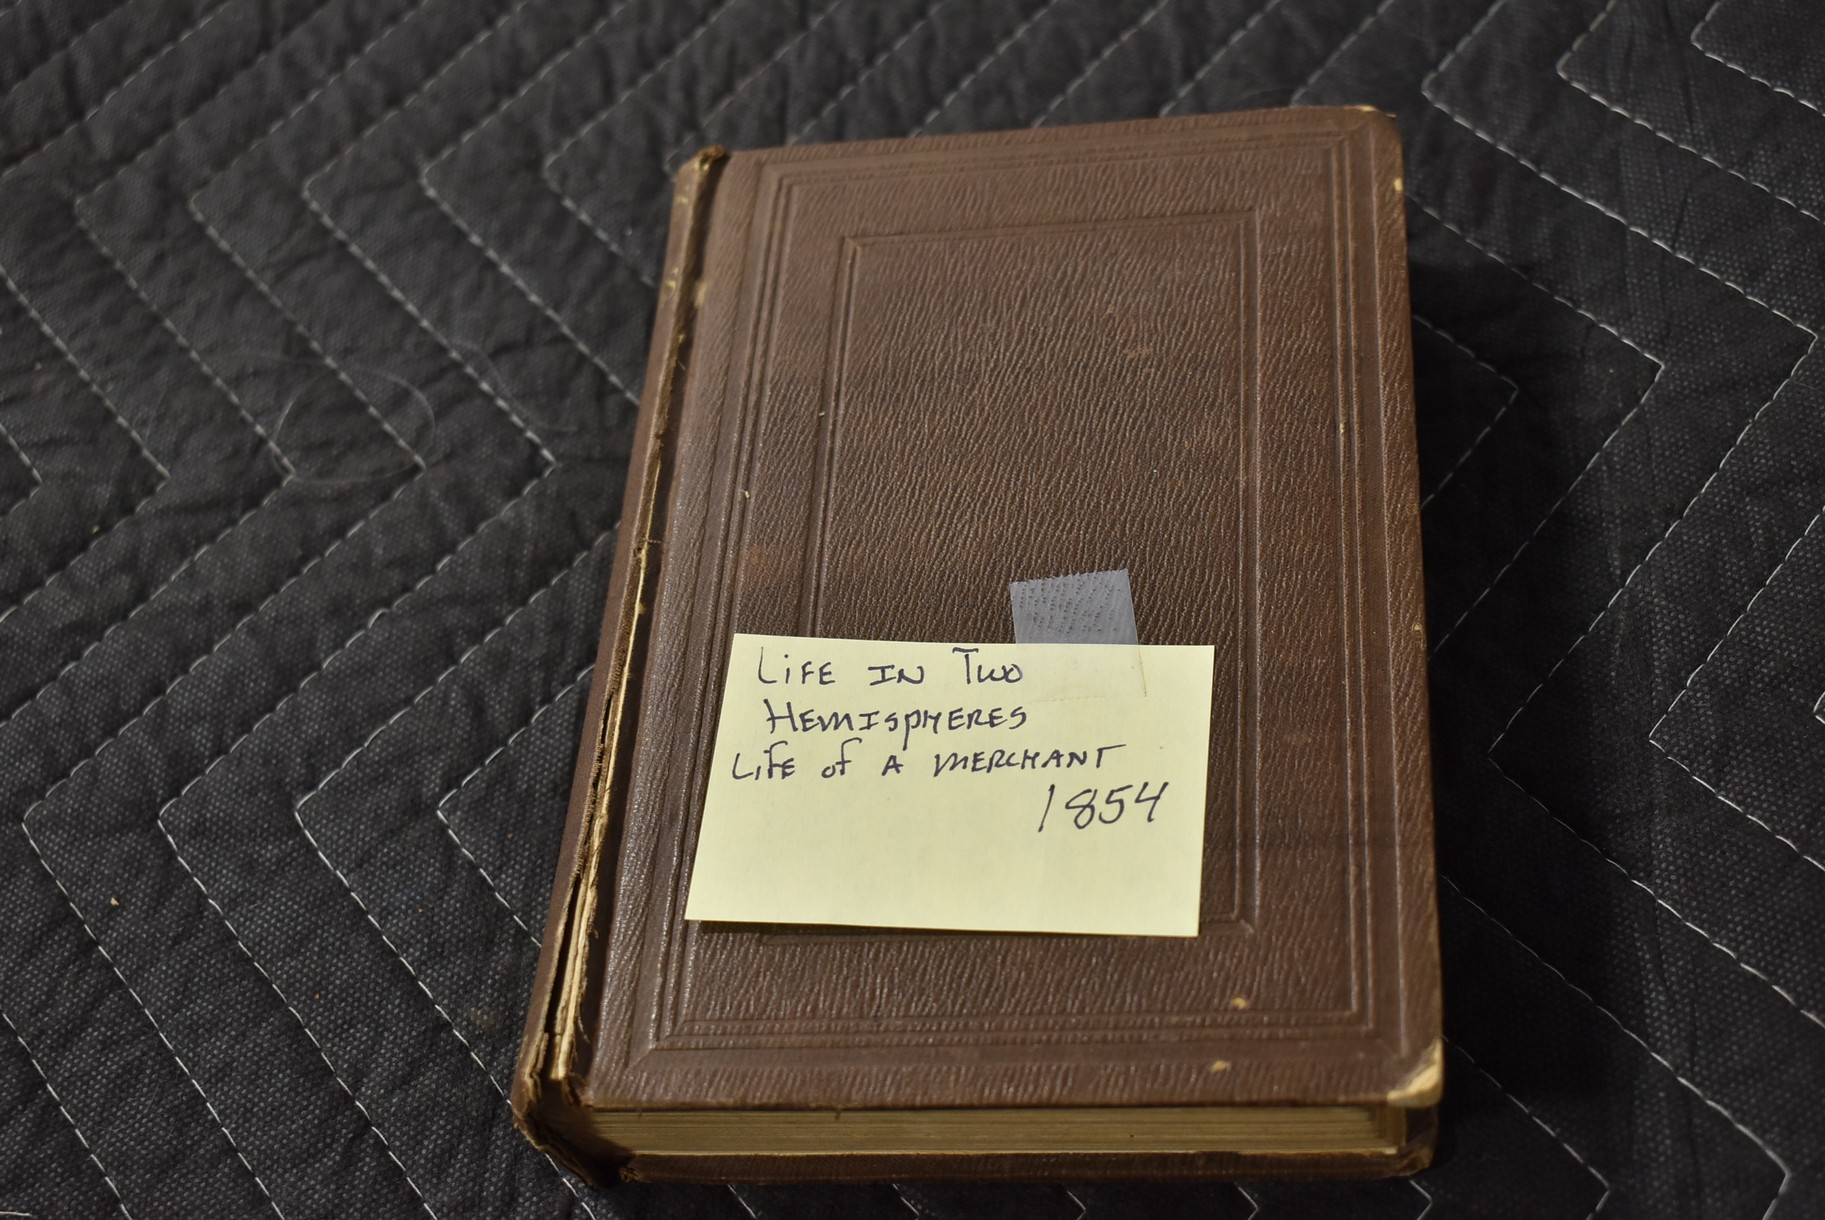 LIFE IN TWO
HEMISPHERES
LIFE of A MERCHANT
1854